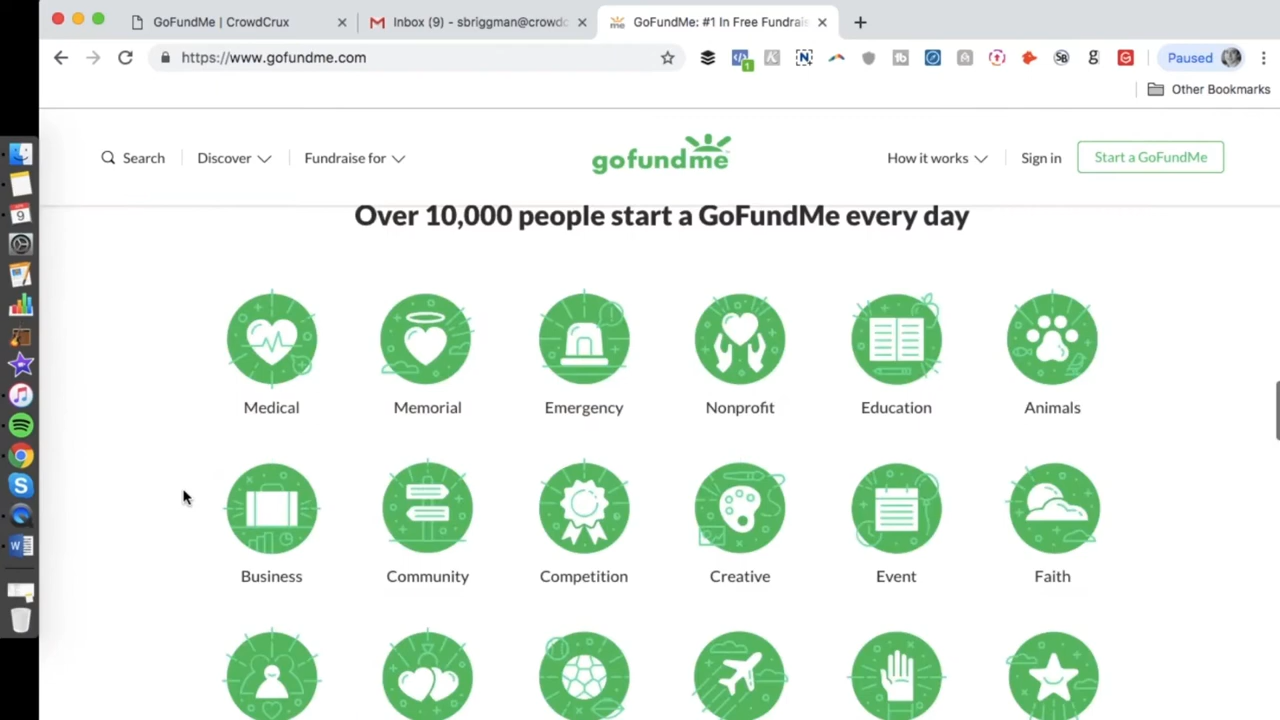 GoFundMe | CrowdCrux
Inbox (9) - sbriggman@crowdc
GoFundMe: #1 In Free Fundrais
https://www.gofundme.com
1
Paused
Other Bookmarks
Search
Discover
Fundraise for
gofundme
How it works
Sign in
Start a GoFundMe
Over 10,000 people start a GoFundMe every day
Medical
Memorial
Emergency
Nonprofit
Education
Animals
Business
Community
Competition
Creative
Event
Faith